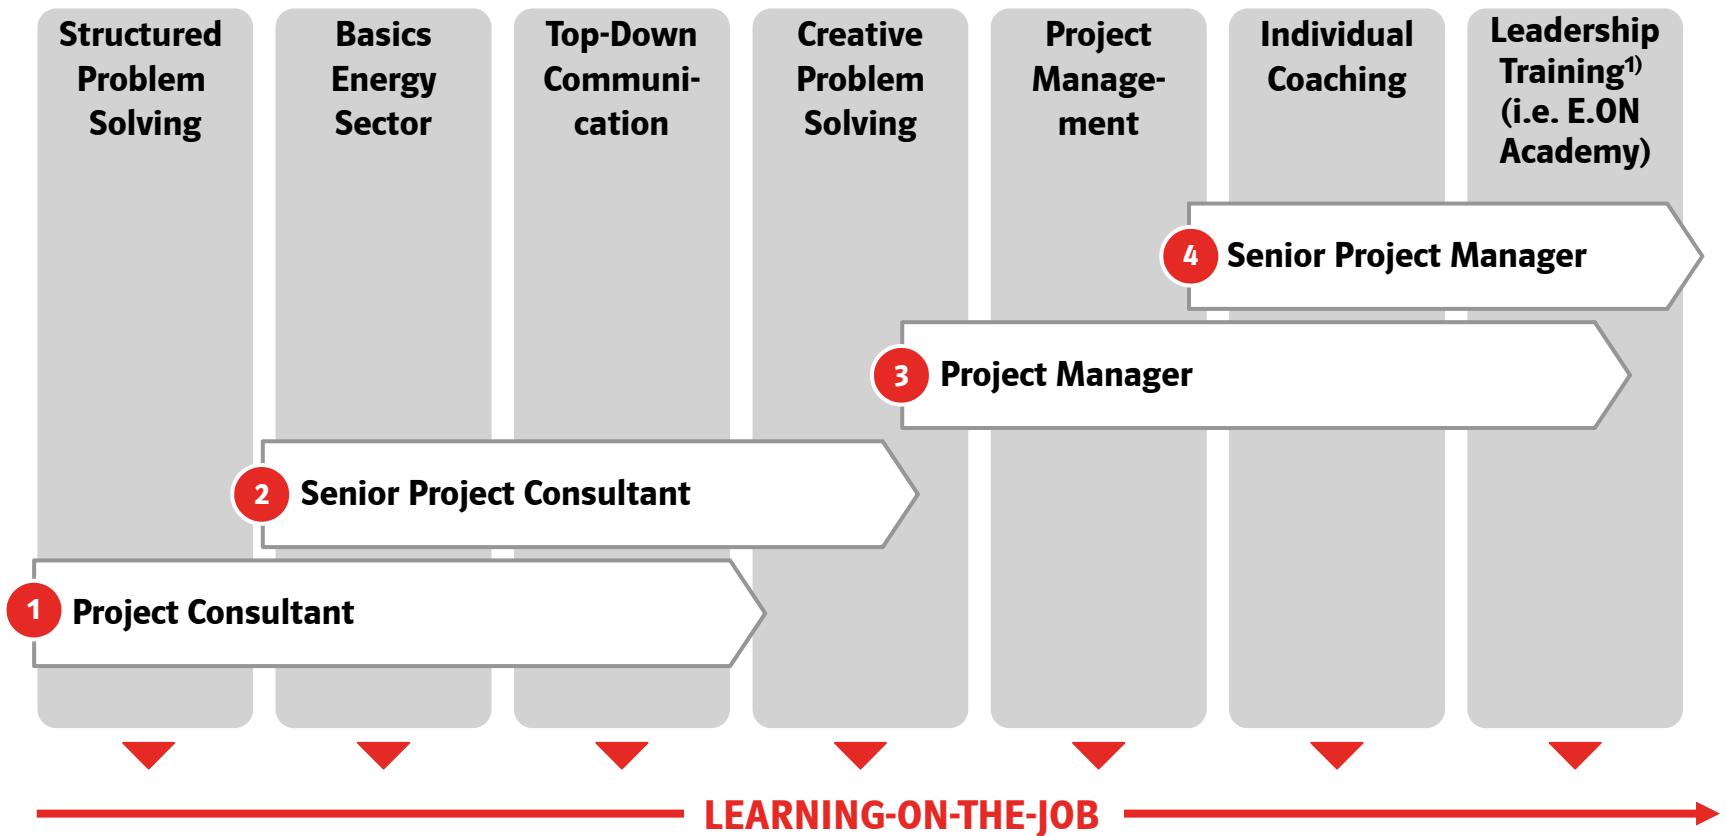 Structured
Problem
Solving
Basics
Energy
Sector
Top-Down
Communi-
cation
Creative
Problem
Solving
Project
Manage-
ment
Individual
Coaching
Leadership
Training1)
(i.e. E.ON
Academy)
4 Senior Project Manager
3 Project Manager
2 Senior Project Consultant
1 Project Consultant
LEARNING-ON-THE-JOB